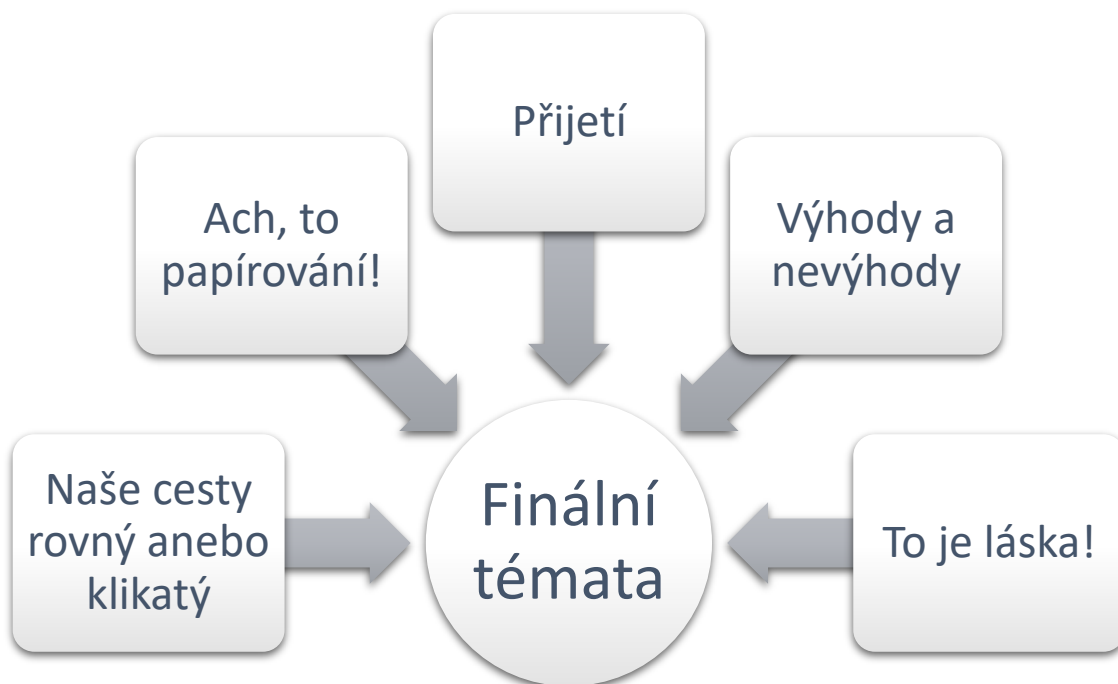 Přijetí
Ach, to
papírování!
Výhody a
nevýhody
Naše cesty
rovný anebo
klikatý
Finální
témata
To je láska!